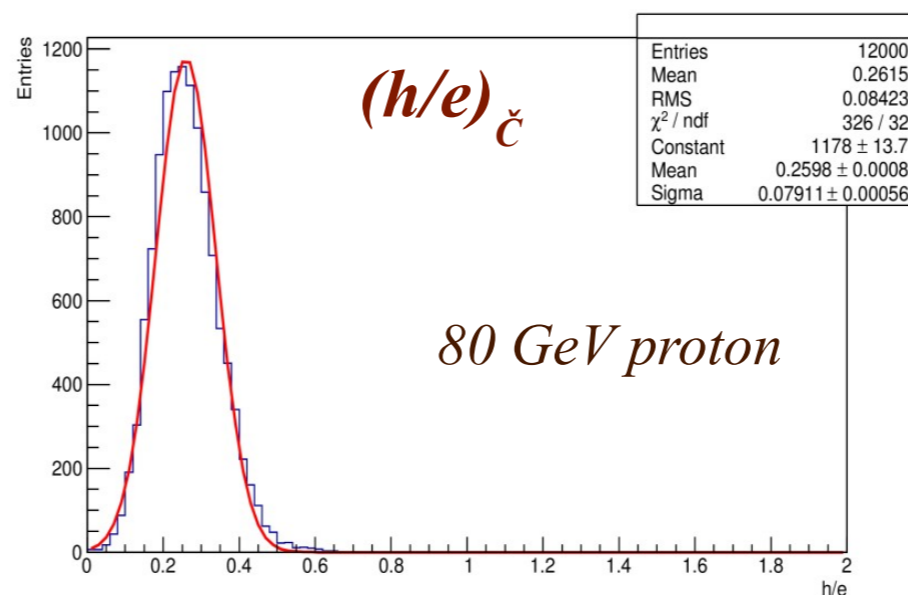 Entries
1200
1000
800
600
400
200
0
(h/e)Č
80 GeV proton
Entries 12000
Mean 0.2615
RMS 0.08423
χ² / ndf 326 / 32
Constant 1178 ± 13.7
Mean 0.2598 ± 0.0008
Sigma 0.07911 ± 0.00056
0 0.2 0.4 0.6 0.8 1 1.2 1.4 1.6 1.8 2
h/e